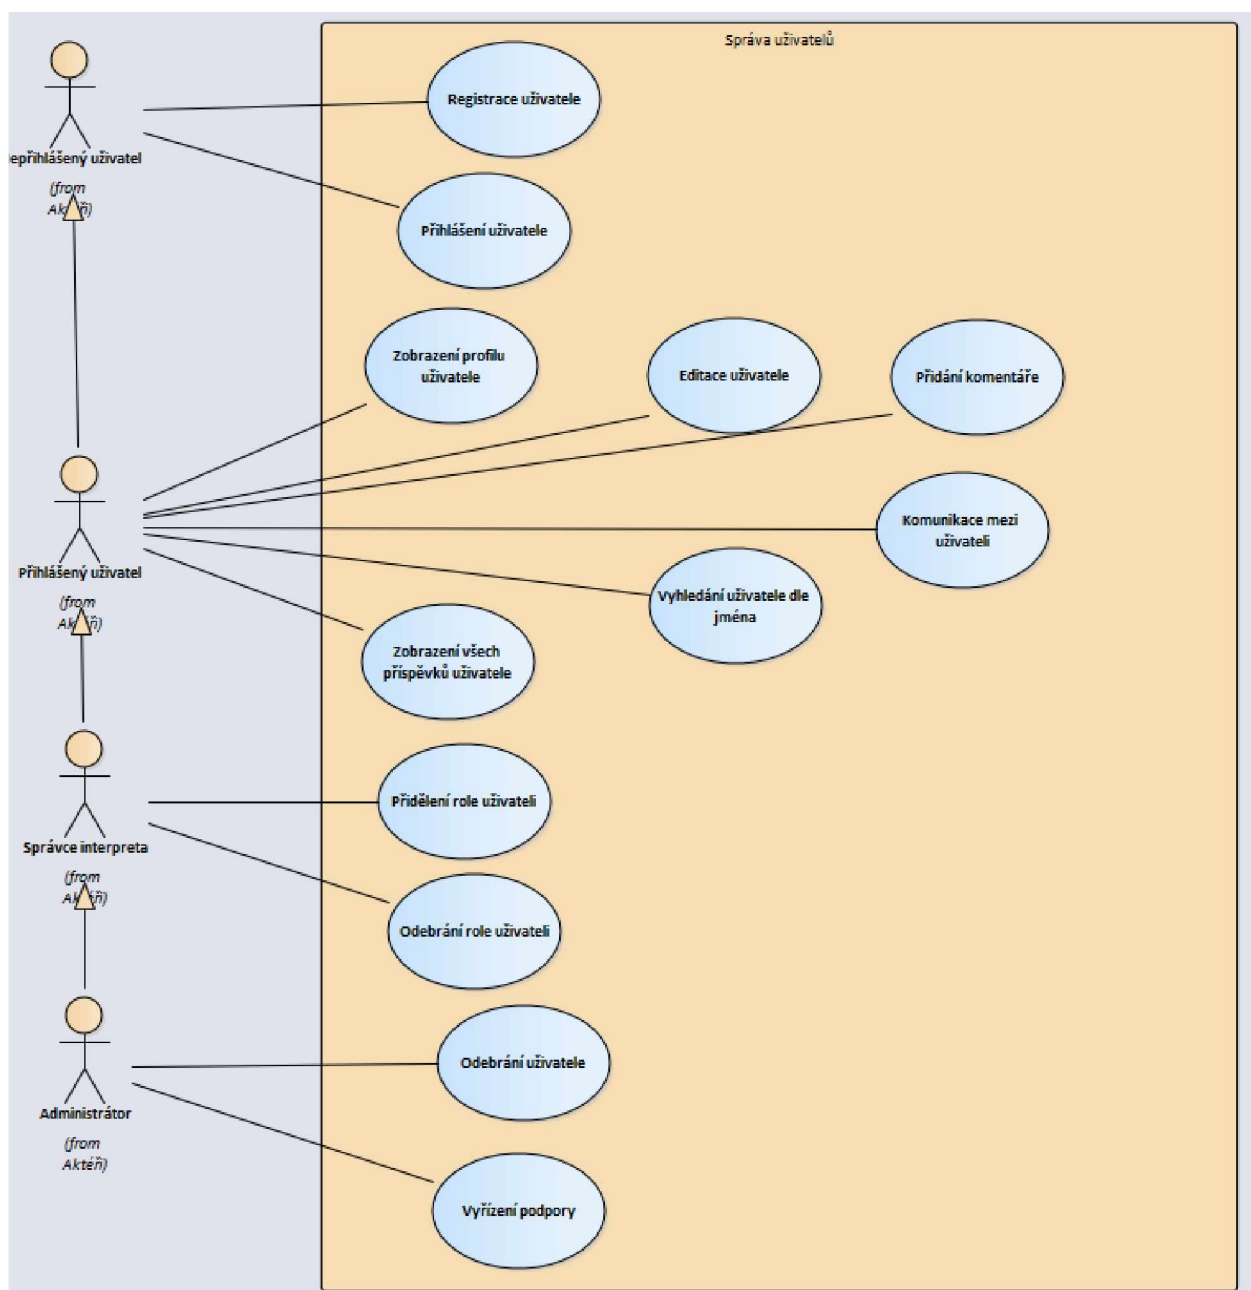 Správa uživatelů
Registrace uživatele
epřihlášený uživatel
(from
Aktéři)
Přihlášení uživatele
Zobrazení profilu
uživatele
Editace uživatele
Přidání komentáře
Komunikace mezi
uživateli
Přihlášený uživatel
(from
Aktéři)
Vyhledání uživatele dle
jména
Zobrazení všech
příspěvků uživatele
Přidělení role uživateli
Správce interpreta
(from
Aktéři)
Odebrání role uživateli
Odebrání uživatele
Administrátor
(from
Aktéři)
Vyřízení podpory